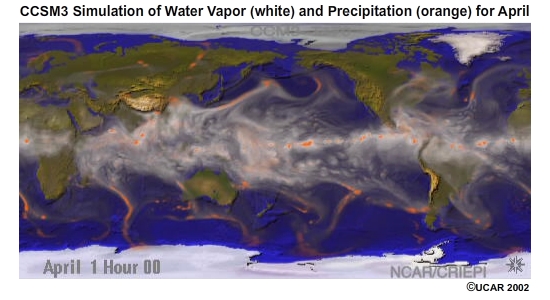 CCSM3 Simulation of Water Vapor (white) and Precipitation (orange) for April
CCSM3
April 1 Hour 00
NCAR/CRIEPI
©UCAR 2002